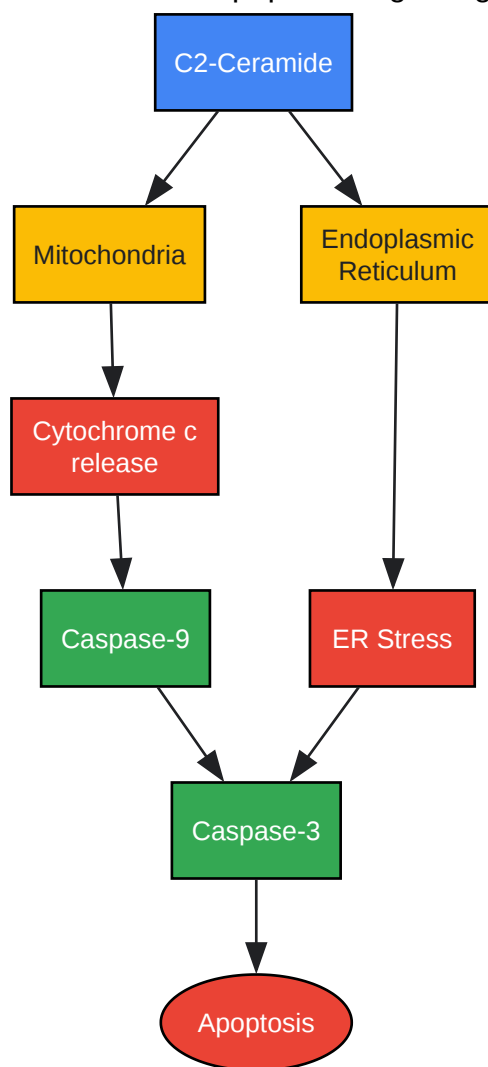 C2-Ceramide
Mitochondria
Endoplasmic
Reticulum
Cytochrome c
release
Caspase-9
ER Stress
Caspase-3
Apoptosis